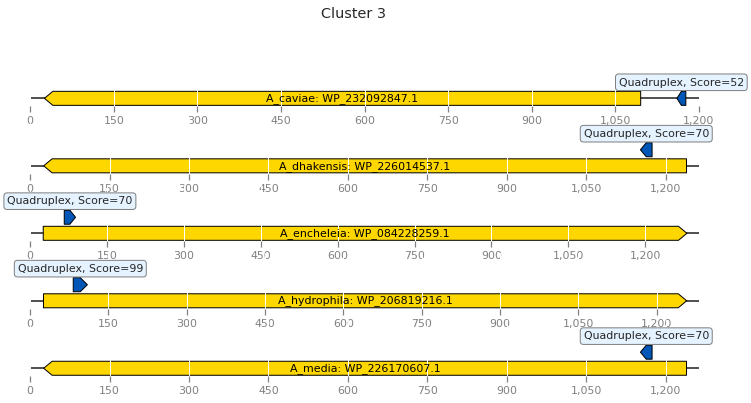 Cluster 3
Quadruplex, Score=52
A_caviae: WP_232092847.1
0 150 300 450 600 750 900 1,050 1,200
Quadruplex, Score=70
A_dhakensis: WP_226014537.1
0 150 300 450 600 750 900 1,050 1,200
Quadruplex, Score=70
A_encheleia: WP_084228259.1
0 150 300 450 600 750 900 1,050 1,200
Quadruplex, Score=99
A_hydrophila: WP_206819216.1
0 150 300 450 600 750 900 1,050 1,200
Quadruplex, Score=70
A_media: WP_226170607.1
0 150 300 450 600 750 900 1,050 1,200